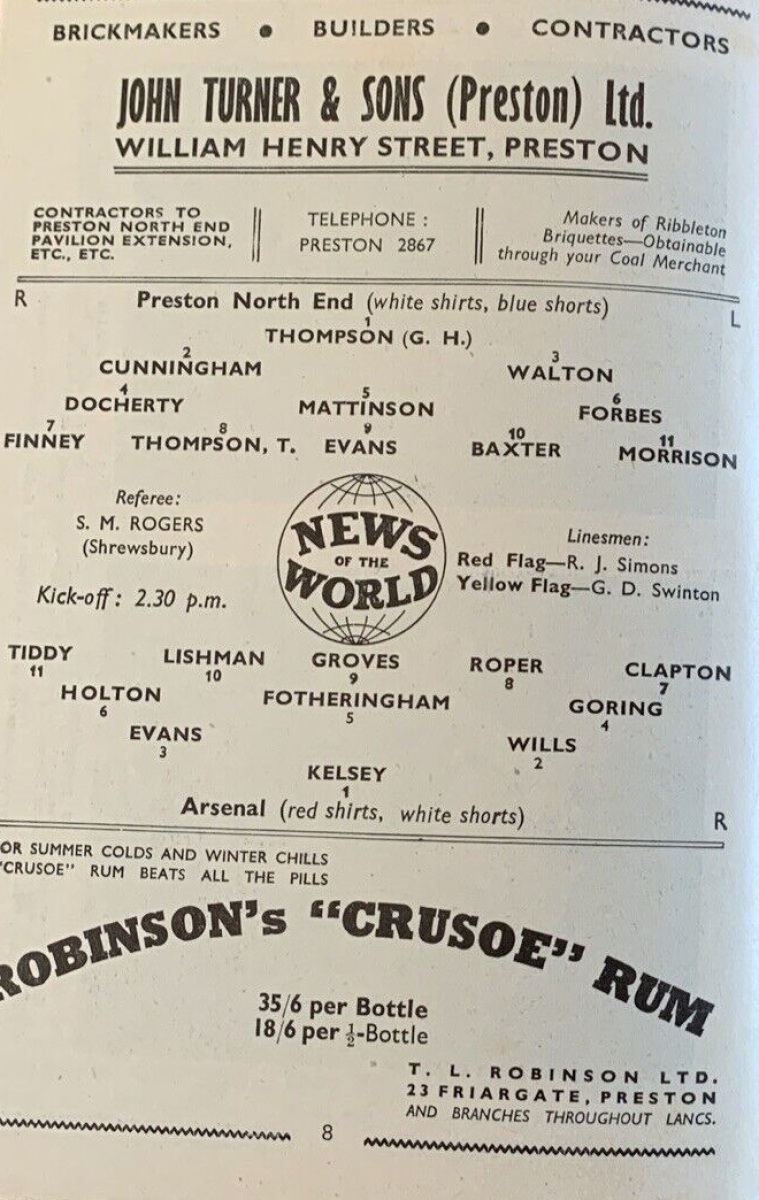 BRICKMAKERS • BUILDERS • CONTRACTORS
JOHN TURNER & SONS (Preston) Ltd.
WILLIAM HENRY STREET, PRESTON
CONTRACTORS TO
PRESTON NORTH END
PAVILION EXTENSION,
ETC., ETC.
TELEPHONE :
PRESTON 2867
Makers of Ribbleton
Briquettes—Obtainable
through your Coal Merchant
R Preston North End (white shirts, blue shorts) L
1
THOMPSON (G. H.)
2 3
CUNNINGHAM WALTON
4 5 6
DOCHERTY MATTINSON FORBES
7 8 9 10 11
FINNEY THOMPSON, T. EVANS BAXTER MORRISON
Referee:
S. M. ROGERS
(Shrewsbury)
Kick-off: 2.30 p.m.
NEWS
OF THE
WORLD
Linesmen:
Red Flag—R. J. Simons
Yellow Flag—G. D. Swinton
TIDDY LISHMAN GROVES ROPER CLAPTON
11 10 9 8 7
HOLTON FOTHERINGHAM GORING
6 5 4
EVANS WILLS
3 2
KELSEY
1
Arsenal (red shirts, white shorts) R
OR SUMMER COLDS AND WINTER CHILLS
"CRUSOE" RUM BEATS ALL THE PILLS
ROBINSON's "CRUSOE" RUM
35/6 per Bottle
18/6 per ½-Bottle
T. L. ROBINSON LTD.
23 FRIARGATE, PRESTON
AND BRANCHES THROUGHOUT LANCS.
8